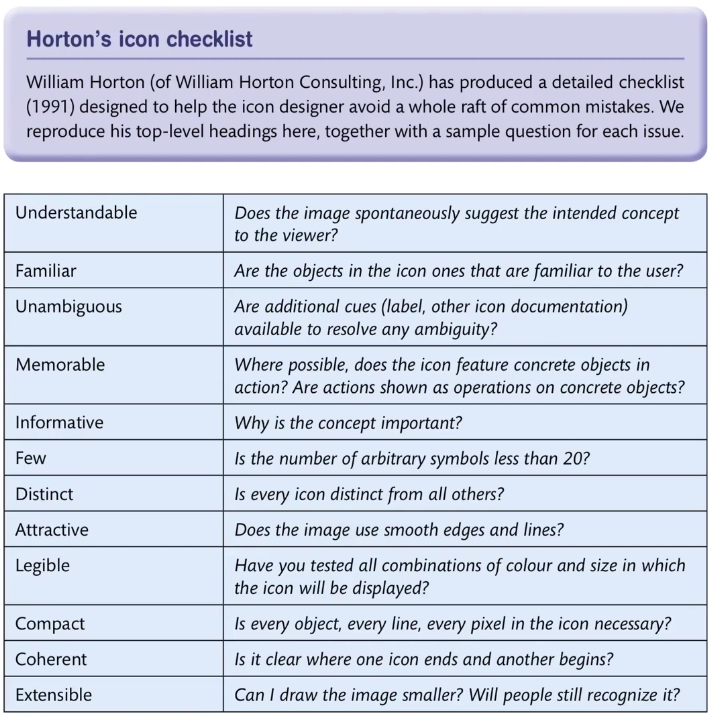 Horton's icon checklist
William Horton (of William Horton Consulting, Inc.) has produced a detailed checklist
(1991) designed to help the icon designer avoid a whole raft of common mistakes. We
reproduce his top-level headings here, together with a sample question for each issue.
Understandable
Does the image spontaneously suggest the intended concept
to the viewer?
Familiar
Are the objects in the icon ones that are familiar to the user?
Unambiguous
Are additional cues (label, other icon documentation)
available to resolve any ambiguity?
Memorable
Where possible, does the icon feature concrete objects in
action? Are actions shown as operations on concrete objects?
Informative
Why is the concept important?
Few
Is the number of arbitrary symbols less than 20?
Distinct
Is every icon distinct from all others?
Attractive
Does the image use smooth edges and lines?
Legible
Have you tested all combinations of colour and size in which
the icon will be displayed?
Compact
Is every object, every line, every pixel in the icon necessary?
Coherent
Is it clear where one icon ends and another begins?
Extensible
Can I draw the image smaller? Will people still recognize it?